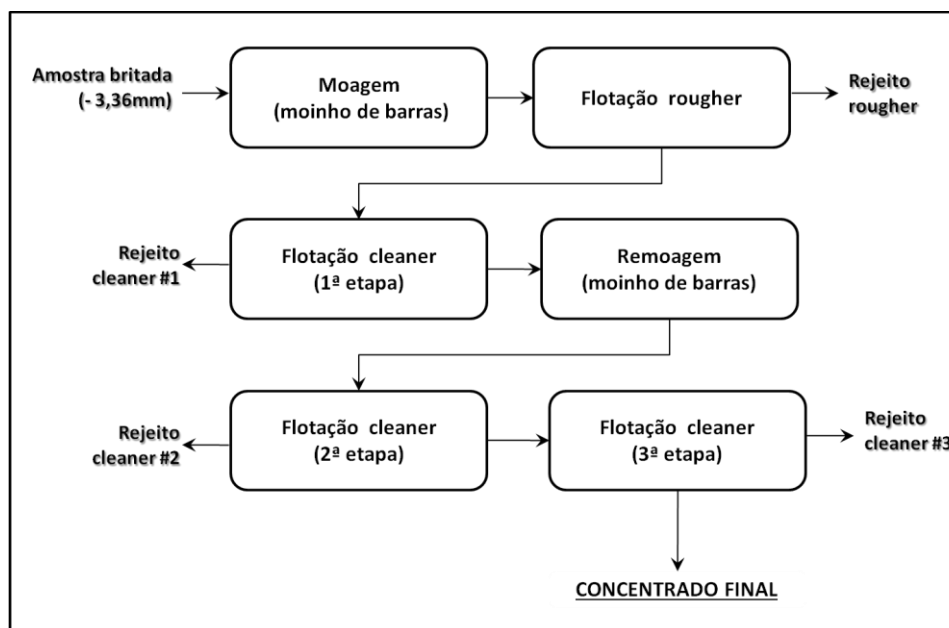 Amostra britada
(- 3,36mm)
Moagem
(moinho de barras)
Flotação rougher
Rejeito
rougher
Rejeito
cleaner #1
Flotação cleaner
(1ª etapa)
Remoagem
(moinho de barras)
Rejeito
cleaner #2
Flotação cleaner
(2ª etapa)
Flotação cleaner
(3ª etapa)
Rejeito
cleaner #3
CONCENTRADO FINAL